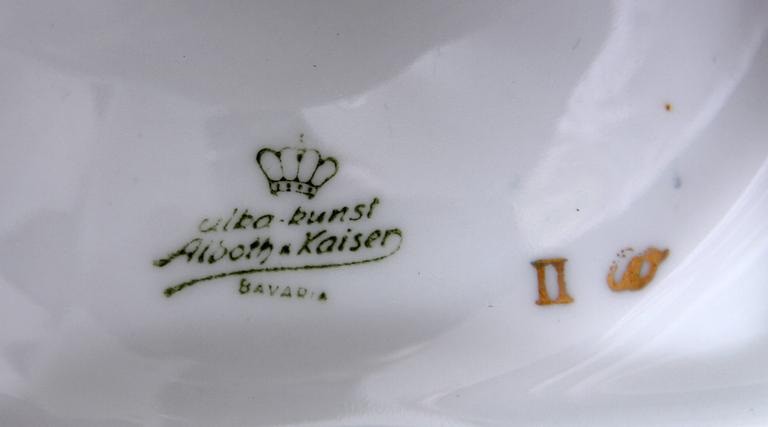 alka-kunst
Alboth & Kaiser
BAVARIA
II